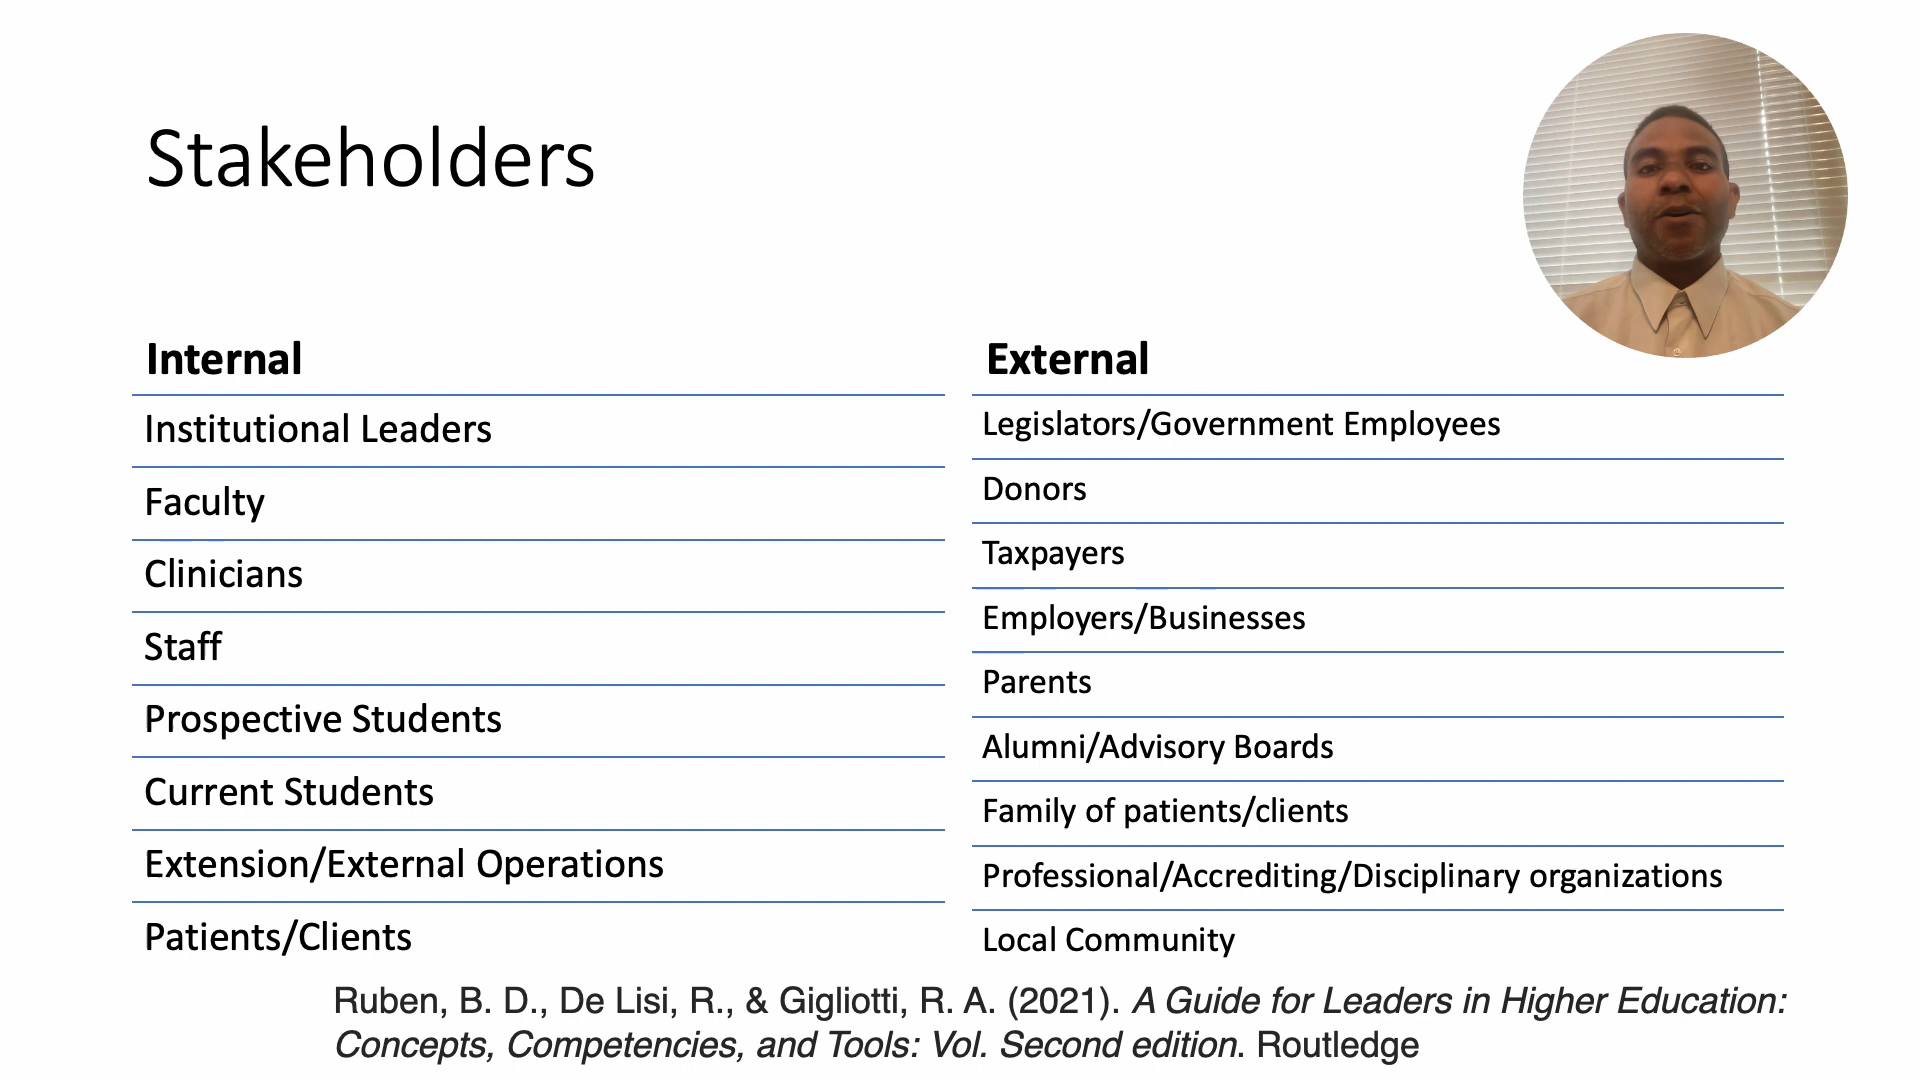 Stakeholders
Internal
Institutional Leaders
Faculty
Clinicians
Staff
Prospective Students
Current Students
Extension/External Operations
Patients/Clients
External
Legislators/Government Employees
Donors
Taxpayers
Employers/Businesses
Parents
Alumni/Advisory Boards
Family of patients/clients
Professional/Accrediting/Disciplinary organizations
Local Community
Ruben, B. D., De Lisi, R., & Gigliotti, R. A. (2021). A Guide for Leaders in Higher Education:
Concepts, Competencies, and Tools: Vol. Second edition. Routledge